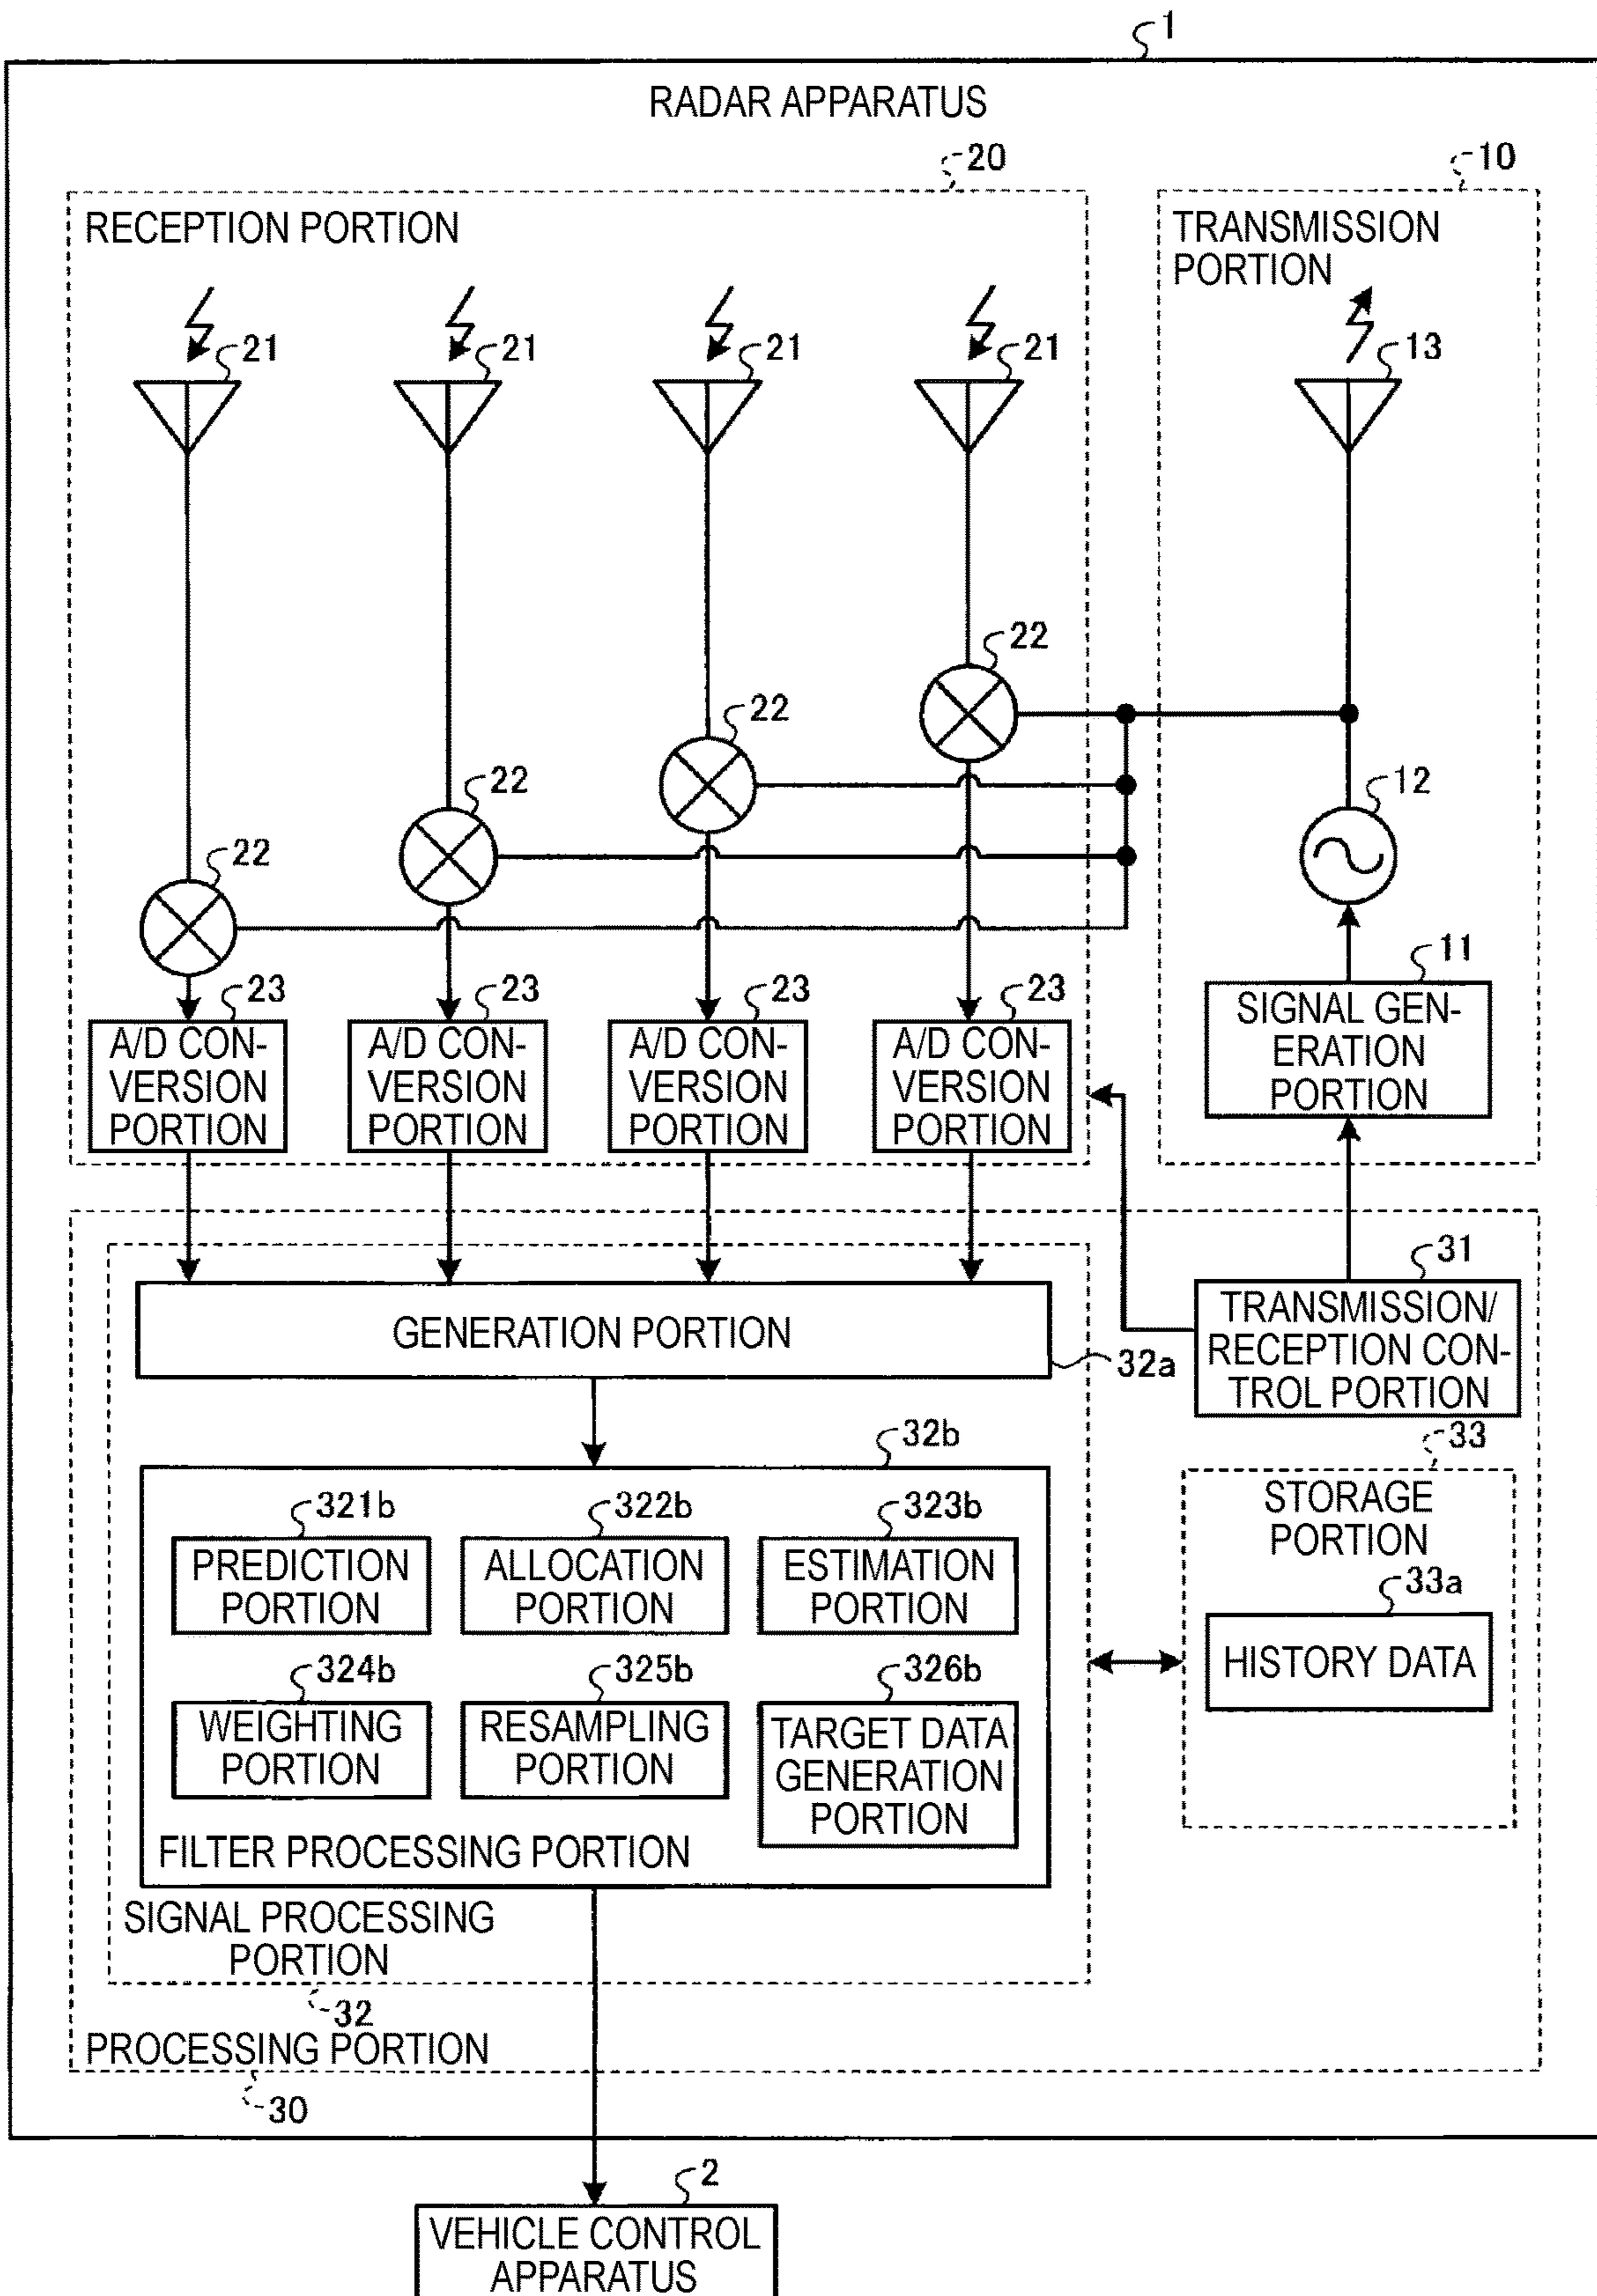 1
RADAR APPARATUS
20
10
RECEPTION PORTION
TRANSMISSION
PORTION
21
21
21
21
13
22
22
22
22
12
11
23
23
23
23
A/D CON-
VERSION
PORTION
A/D CON-
VERSION
PORTION
A/D CON-
VERSION
PORTION
A/D CON-
VERSION
PORTION
SIGNAL GEN-
ERATION
PORTION
31
GENERATION PORTION
32a
TRANSMISSION/
RECEPTION CON-
TROL PORTION
32b
33
321b
322b
323b
PREDICTION
PORTION
ALLOCATION
PORTION
ESTIMATION
PORTION
STORAGE
PORTION
33a
HISTORY DATA
324b
325b
326b
WEIGHTING
PORTION
RESAMPLING
PORTION
TARGET DATA
GENERATION
PORTION
FILTER PROCESSING PORTION
SIGNAL PROCESSING
PORTION
32
PROCESSING PORTION
30
2
VEHICLE CONTROL
APPARATUS